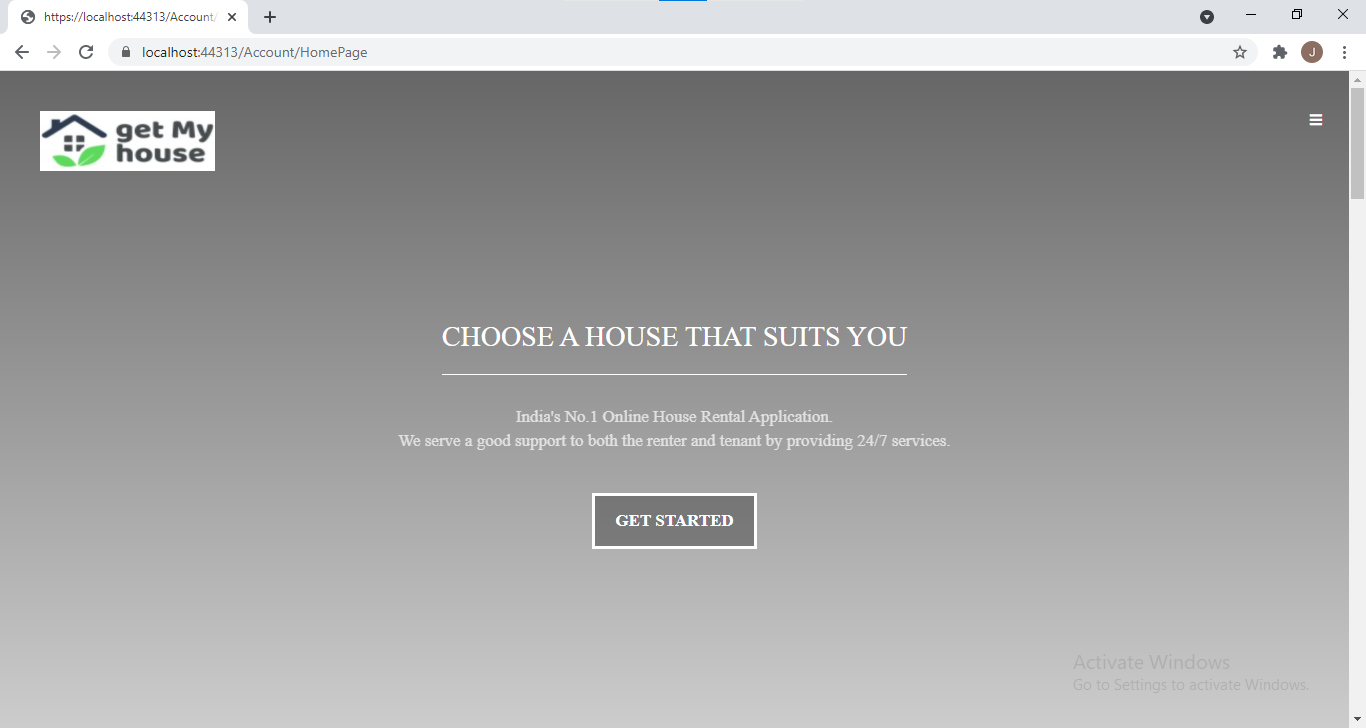 https://localhost:44313/Account/
localhost:44313/Account/HomePage
J
get My
house
CHOOSE A HOUSE THAT SUITS YOU
India's No.1 Online House Rental Application.
We serve a good support to both the renter and tenant by providing 24/7 services.
GET STARTED
Activate Windows
Go to Settings to activate Windows.